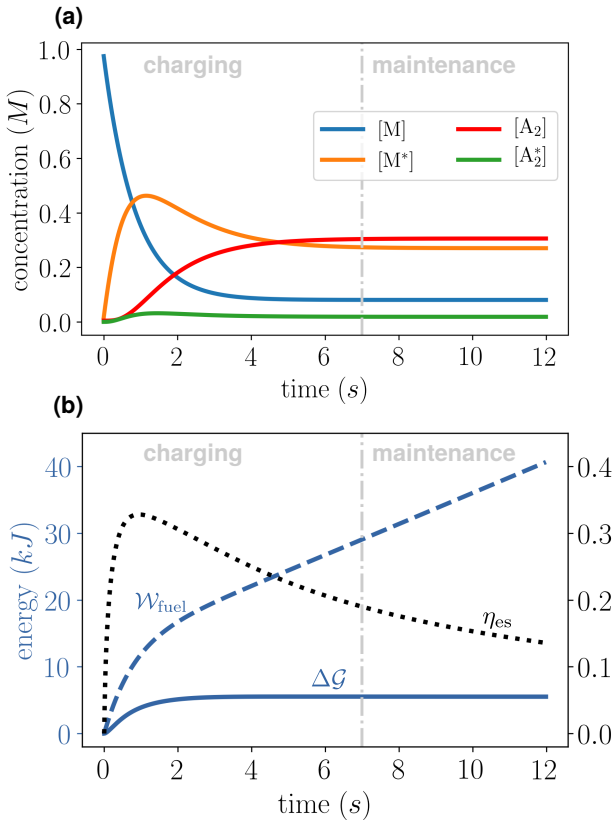 (a)
charging maintenance
1.0
0.8
0.6
0.4
0.2
0.0
concentration (M)
[M] [A₂]
[M*] [A₂*]
0 2 4 6 8 10 12
time (s)
(b)
charging maintenance
40
30
20
10
0
energy (kJ)
𝒲fuel
Δ𝒢
ηes
0.4
0.3
0.2
0.1
0.0
0 2 4 6 8 10 12
time (s)